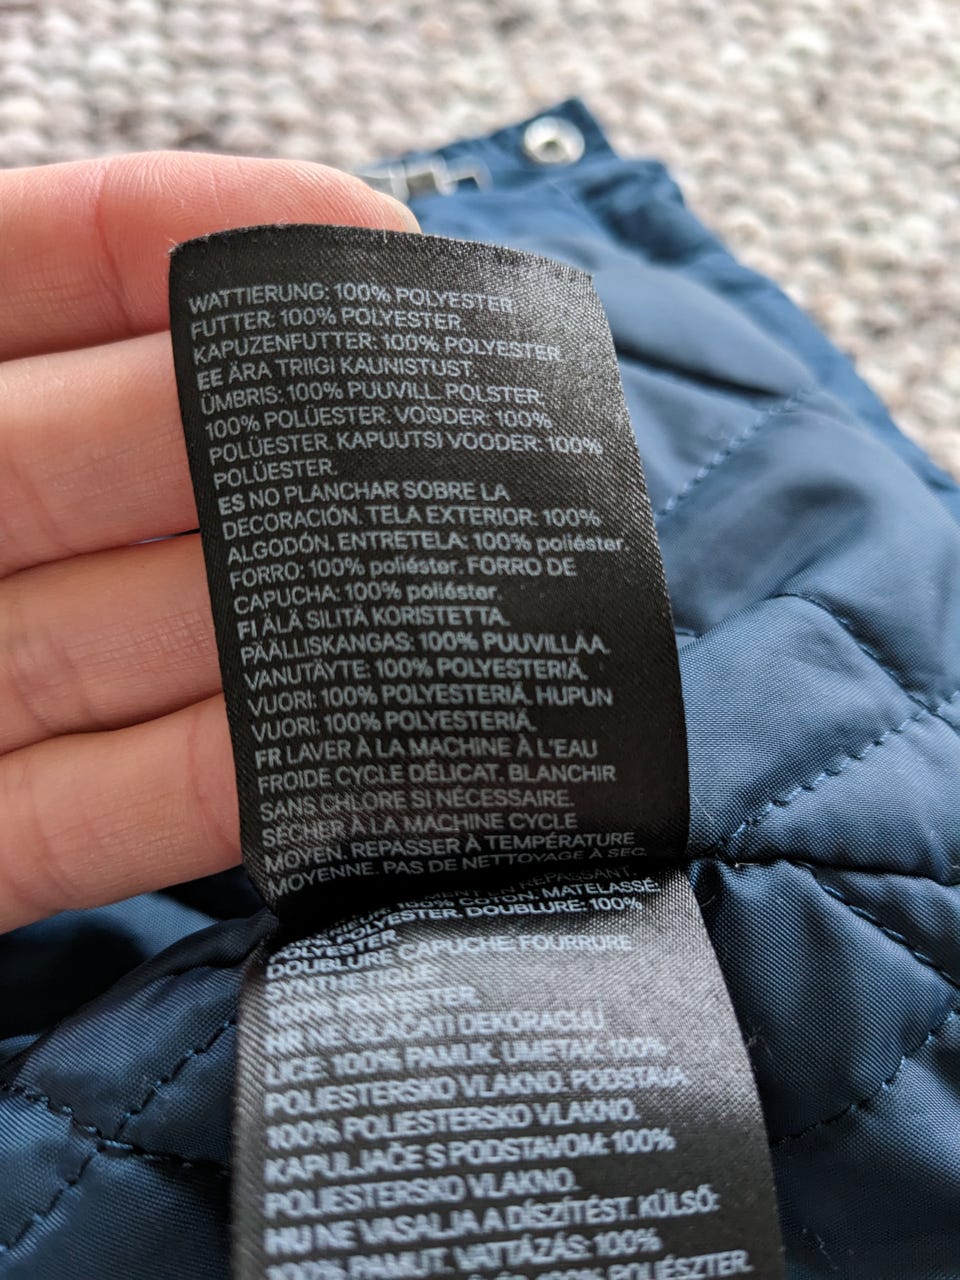 WATTIERUNG: 100% POLYESTER.
FUTTER: 100% POLYESTER.
KAPUZENFUTTER: 100% POLYESTER.
EE ÄRA TRIIGI KAUNISTUST.
ÜMBRIS: 100% PUUVILL. POLSTER:
100% POLÜESTER. VOODER: 100%
POLÜESTER. KAPUUTSI VOODER: 100%
POLÜESTER.
ES NO PLANCHAR SOBRE LA
DECORACIÓN. TELA EXTERIOR: 100%
ALGODÓN. ENTRETELA: 100% poliéster.
FORRO: 100% poliéster. FORRO DE
CAPUCHA: 100% poliéster.
FI ÄLÄ SILITÄ KORISTETTA.
PÄÄLLISKANGAS: 100% PUUVILLAA.
VANUTÄYTE: 100% POLYESTERIÄ.
VUORI: 100% POLYESTERIÄ. HUPUN
VUORI: 100% POLYESTERIÄ.
FR LAVER À LA MACHINE À L'EAU
FROIDE CYCLE DÉLICAT. BLANCHIR
SANS CHLORE SI NÉCESSAIRE.
SÉCHER À LA MACHINE CYCLE
MOYEN. REPASSER À TEMPÉRATURE
MOYENNE. PAS DE NETTOYAGE À SEC.
EN REPASSANT.
100% COTON. MATELASSÉ:
POLYESTER. DOUBLURE: 100%
POLYESTER.
DOUBLURE CAPUCHE: FOURRURE
SYNTHETIQUE:
100% POLYESTER.
HR NE GLAČATI DEKORACIJU
LICE: 100% PAMUK. UMETAK: 100%
POLIESTERSKO VLAKNO. PODSTAVA:
100% POLIESTERSKO VLAKNO.
KAPULJAČE S PODSTAVOM: 100%
POLIESTERSKO VLAKNO.
HU NE VASALJA A DÍSZÍTÉST. KÜLSŐ:
100% PAMUT. VATTÁZÁS: 100%
100% POLIÉSZTER.